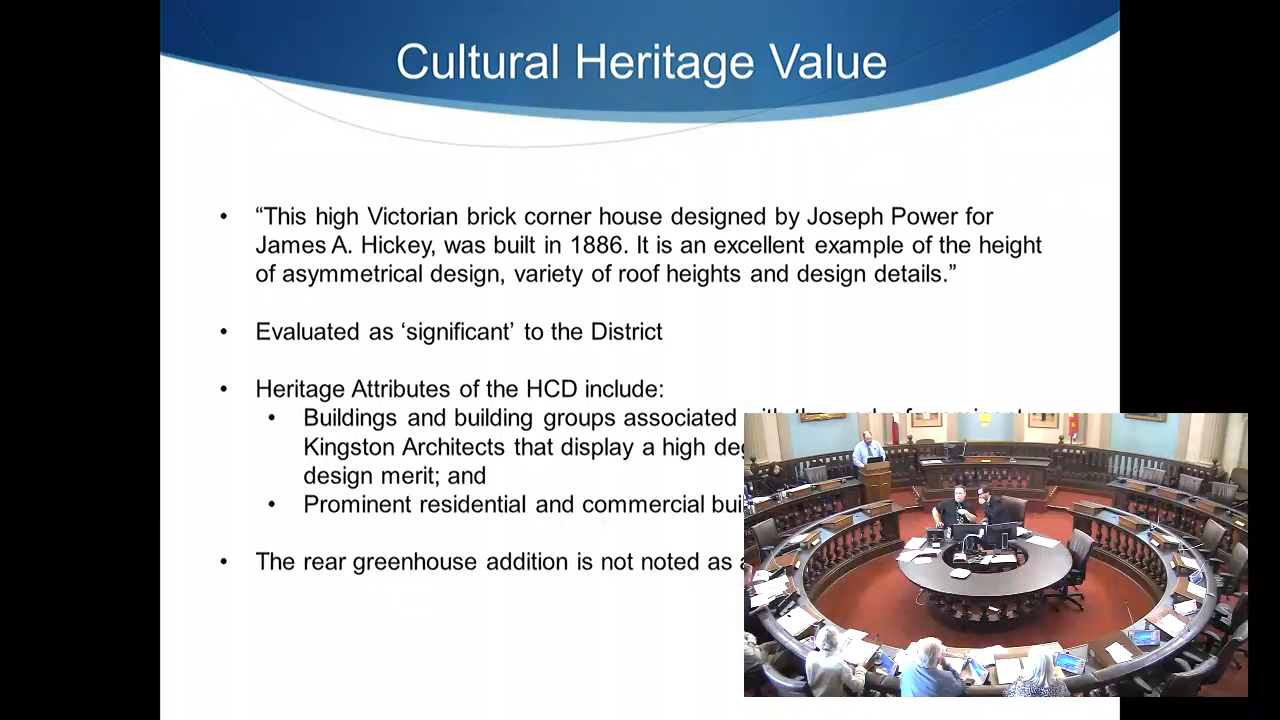 Cultural Heritage Value
• “This high Victorian brick corner house designed by Joseph Power for
James A. Hickey, was built in 1886. It is an excellent example of the height
of asymmetrical design, variety of roof heights and design details.”
• Evaluated as ‘significant’ to the District
• Heritage Attributes of the HCD include:
• Buildings and building groups associated
Kingston Architects that display a high
design merit; and
• Prominent residential and commercial
• The rear greenhouse addition is not noted as